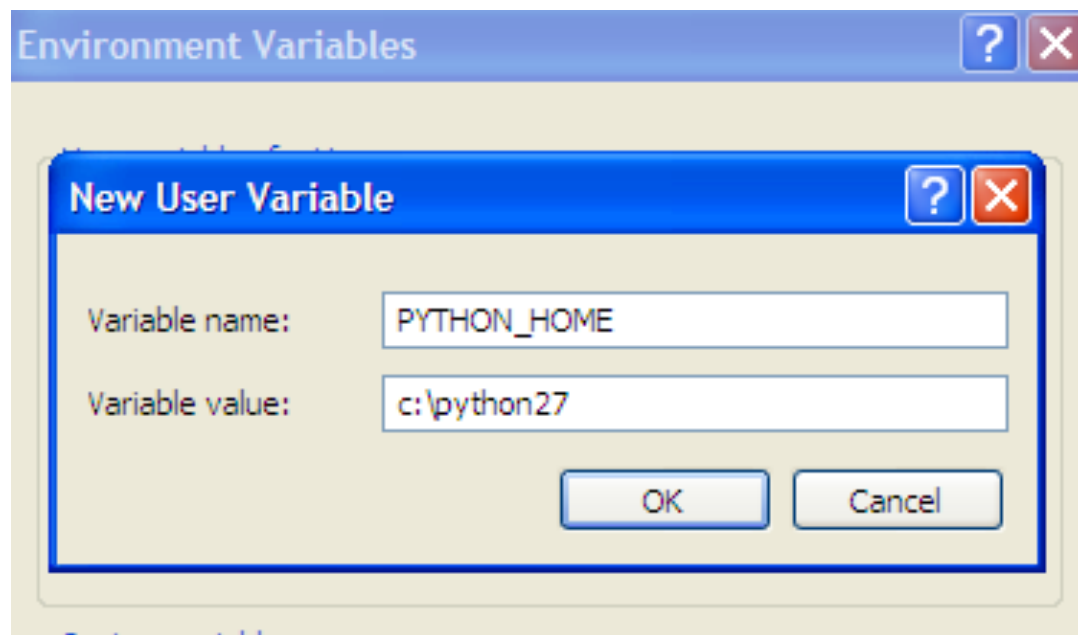 Environment Variables
New User Variable
Variable name:
PYTHON_HOME
Variable value:
c:\python27
OK
Cancel